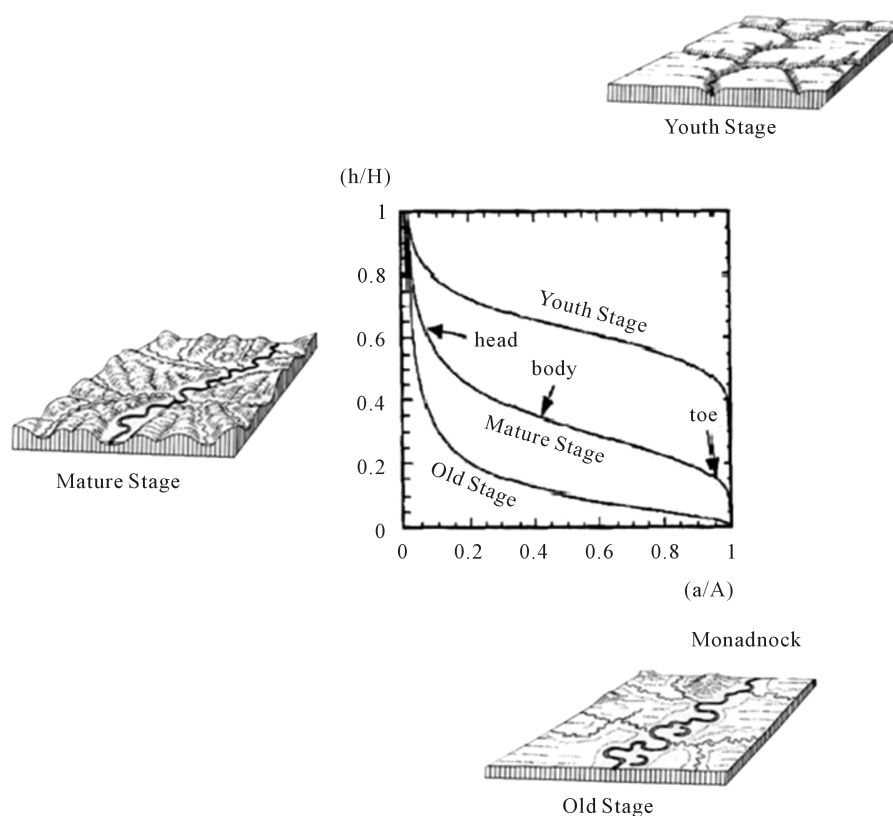 Youth Stage
(h/H)
1
0.8
0.6
0.4
0.2
0
Youth Stage
head
body
toe
Mature Stage
Old Stage
Mature Stage
0
0.2
0.4
0.6
0.8
1
(a/A)
Monadnock
Old Stage